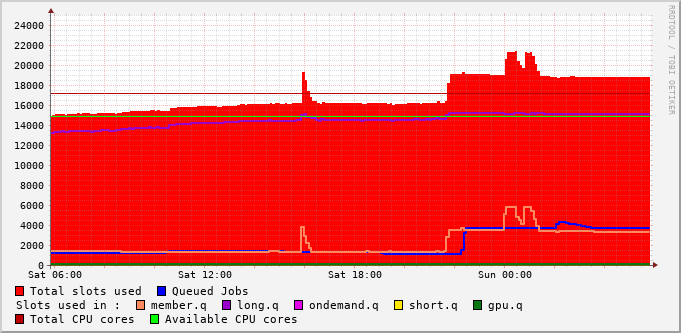 24000
22000
20000
18000
16000
14000
12000
10000
8000
6000
4000
2000
0
Sat 06:00 Sat 12:00 Sat 18:00 Sun 00:00
Total slots used Queued Jobs
Slots used in : member.q long.q ondemand.q short.q gpu.q
Total CPU cores Available CPU cores
RRDTOOL / TOBI OETIKER